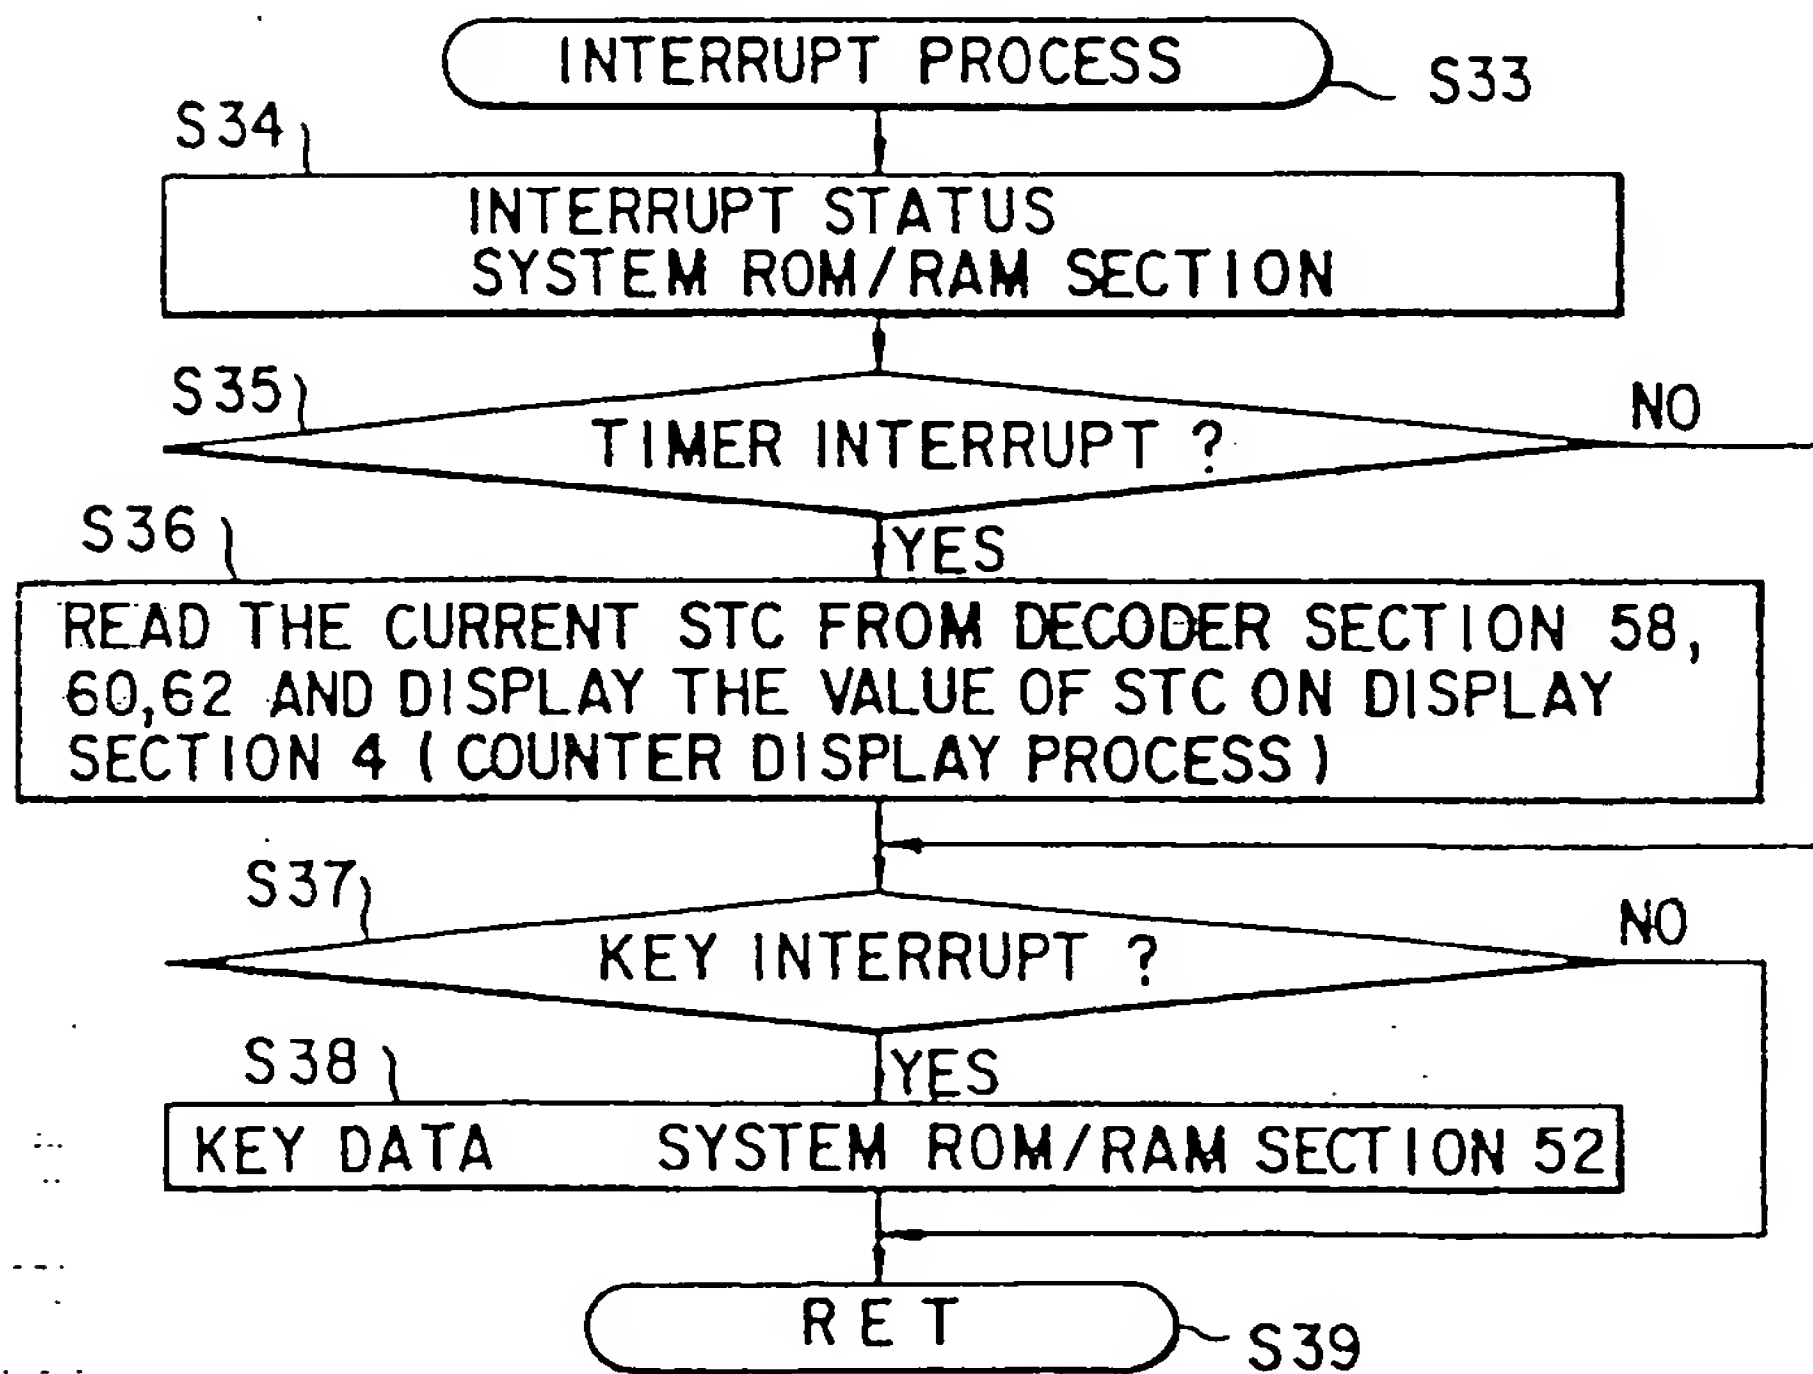 INTERRUPT PROCESS
S33
S34
INTERRUPT STATUS
SYSTEM ROM/RAM SECTION
S35
TIMER INTERRUPT ?
NO
YES
S36
READ THE CURRENT STC FROM DECODER SECTION 58,
60,62 AND DISPLAY THE VALUE OF STC ON DISPLAY
SECTION 4 (COUNTER DISPLAY PROCESS)
S37
KEY INTERRUPT ?
NO
YES
S38
KEY DATA SYSTEM ROM/RAM SECTION 52
RET
S39